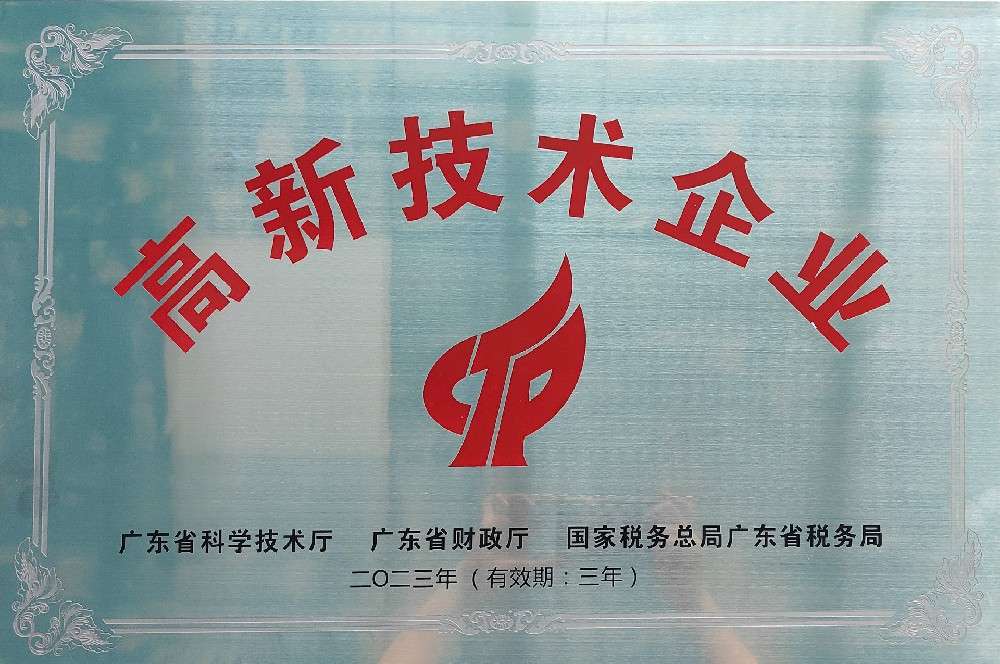 高新技术企业
广东省科学技术厅 广东省财政厅 国家税务总局广东省税务局
二〇二三年（有效期：三年）